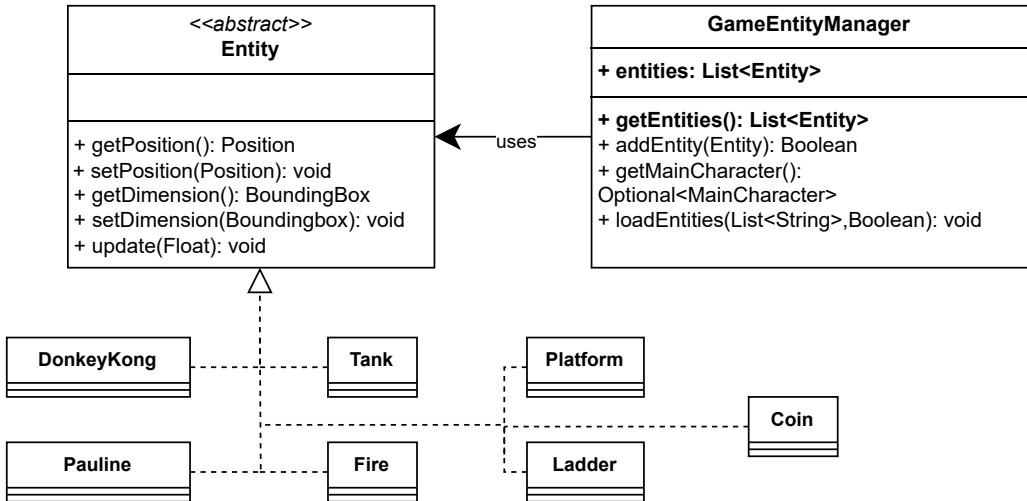 <<abstract>>
Entity
+ getPosition(): Position
+ setPosition(Position): void
+ getDimension(): BoundingBox
+ setDimension(Boundingbox): void
+ update(Float): void
uses
GameEntityManager
+ entities: List<Entity>
+ getEntities(): List<Entity>
+ addEntity(Entity): Boolean
+ getMainCharacter():
Optional<MainCharacter>
+ loadEntities(List<String>,Boolean): void
DonkeyKong
Tank
Platform
Coin
Pauline
Fire
Ladder